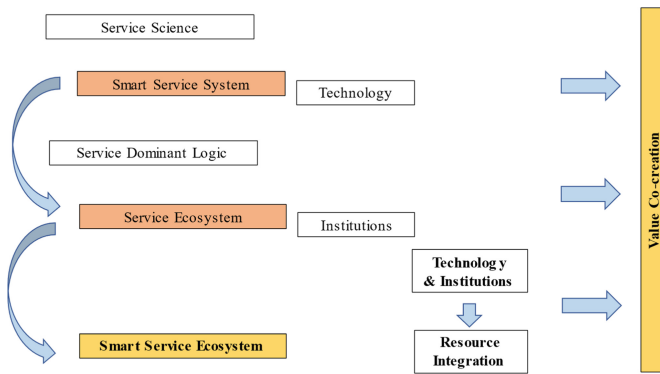 Service Science
Smart Service System
Technology
Service Dominant Logic
Service Ecosystem
Institutions
Technology
& Institutions
Smart Service Ecosystem
Resource
Integration
Value Co-creation